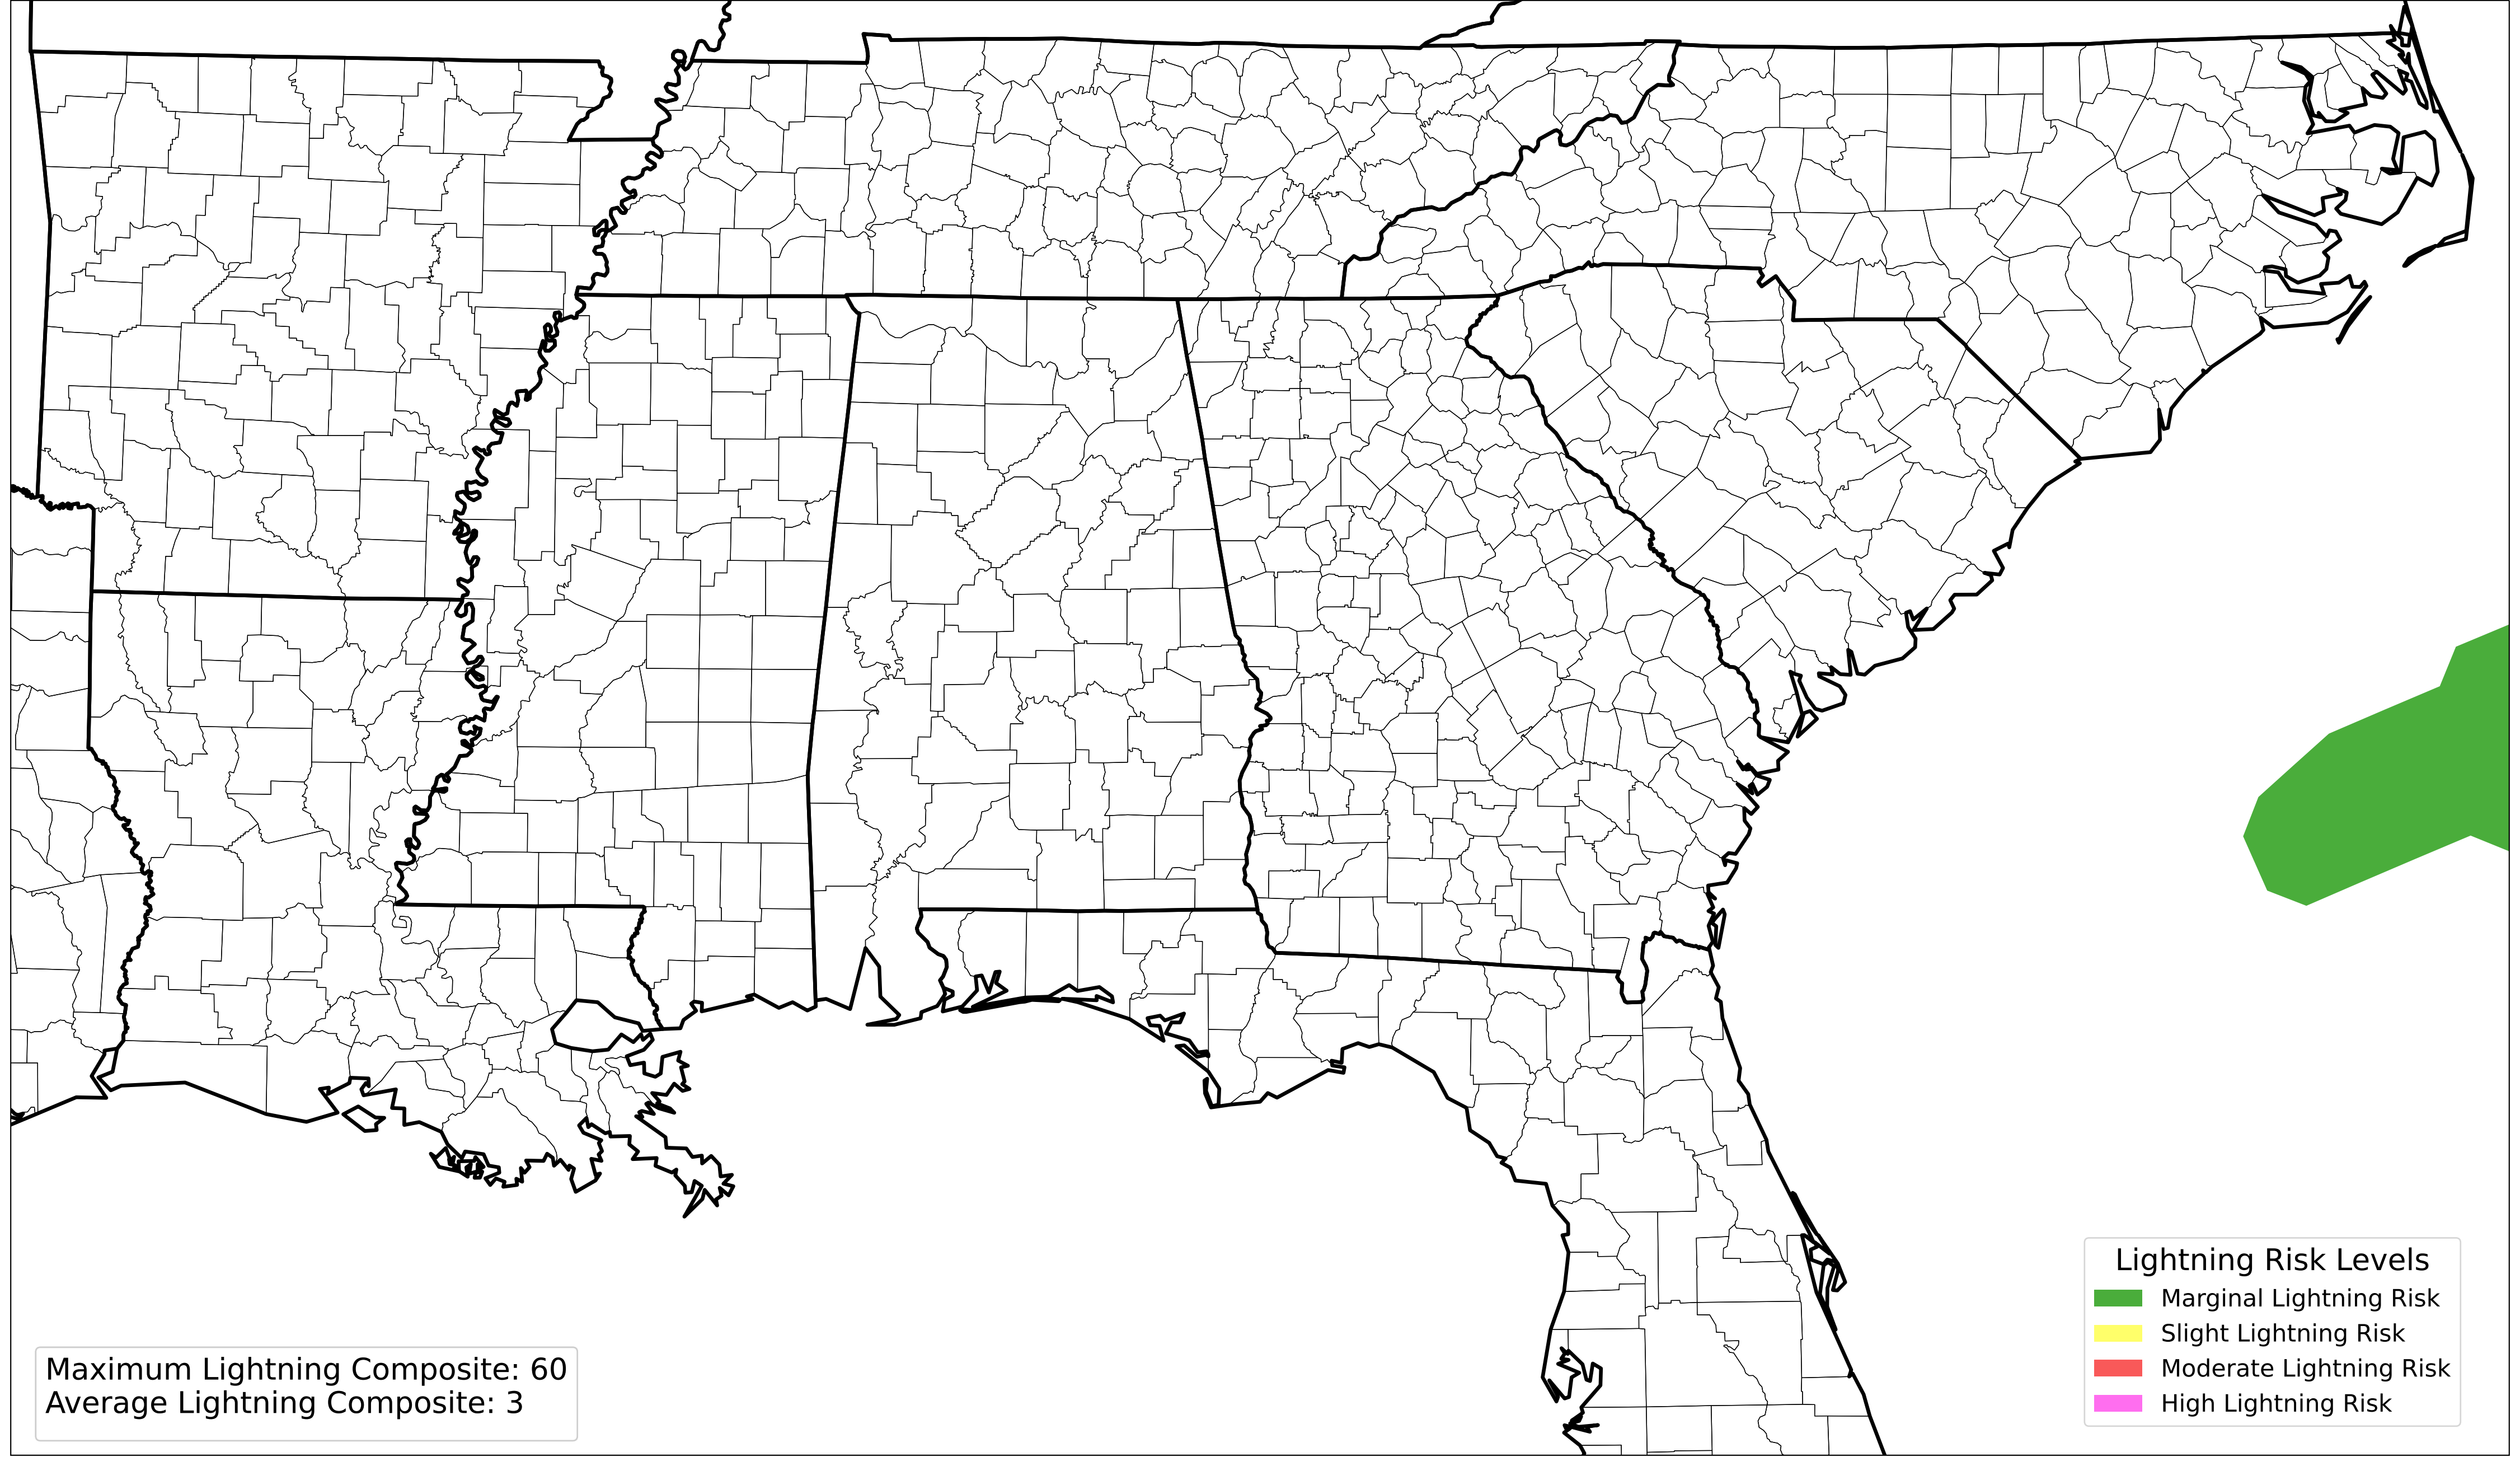 Maximum Lightning Composite: 60
Average Lightning Composite: 3
Lightning Risk Levels
Marginal Lightning Risk
Slight Lightning Risk
Moderate Lightning Risk
High Lightning Risk